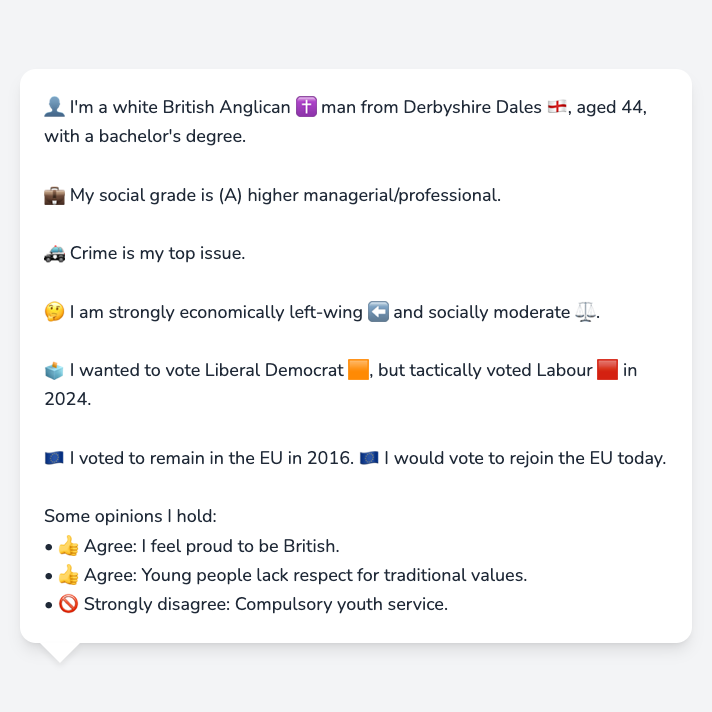 👤 I'm a white British Anglican ✝️ man from Derbyshire Dales 🏴󠁧󠁢󠁥󠁮󠁧󠁿, aged 44,
with a bachelor's degree.
💼 My social grade is (A) higher managerial/professional.
🚓 Crime is my top issue.
🤔 I am strongly economically left-wing ⬅️ and socially moderate ⚖️.
🗳️ I wanted to vote Liberal Democrat 🟧, but tactically voted Labour 🟥 in
2024.
🇪🇺 I voted to remain in the EU in 2016. 🇪🇺 I would vote to rejoin the EU today.
Some opinions I hold:
• 👍 Agree: I feel proud to be British.
• 👍 Agree: Young people lack respect for traditional values.
• 🚫 Strongly disagree: Compulsory youth service.